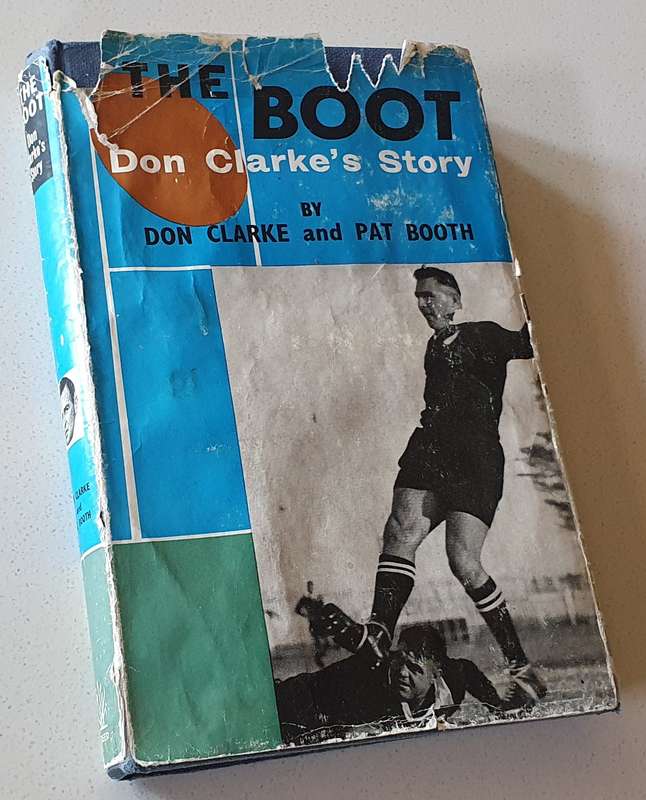 THE
BOOT
Don Clarke's Story
BY
DON CLARKE and PAT BOOTH
THE
BOOT
Don
Clarke's
Story
CLARKE
and
BOOTH